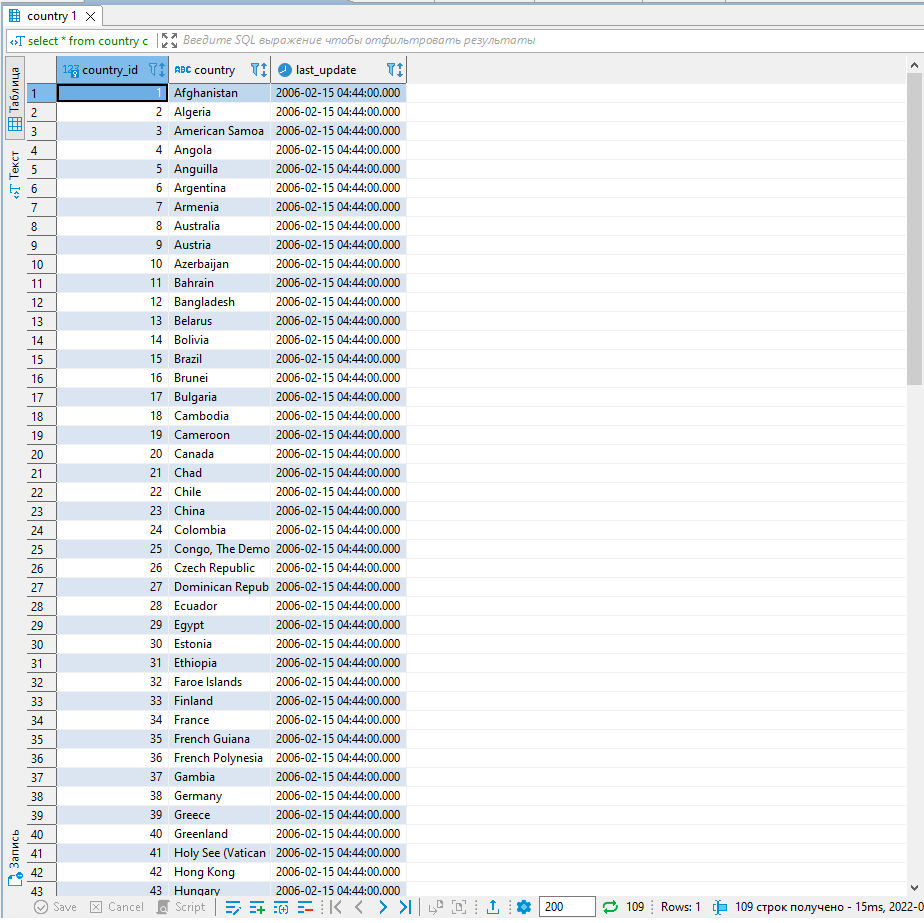 country 1
select * from country c
Введите SQL выражение чтобы отфильтровать результаты
Таблица
Текст
Запись
123 country_id ABC country last_update
1 1 Afghanistan 2006-02-15 04:44:00.000
2 2 Algeria 2006-02-15 04:44:00.000
3 3 American Samoa 2006-02-15 04:44:00.000
4 4 Angola 2006-02-15 04:44:00.000
5 5 Anguilla 2006-02-15 04:44:00.000
6 6 Argentina 2006-02-15 04:44:00.000
7 7 Armenia 2006-02-15 04:44:00.000
8 8 Australia 2006-02-15 04:44:00.000
9 9 Austria 2006-02-15 04:44:00.000
10 10 Azerbaijan 2006-02-15 04:44:00.000
11 11 Bahrain 2006-02-15 04:44:00.000
12 12 Bangladesh 2006-02-15 04:44:00.000
13 13 Belarus 2006-02-15 04:44:00.000
14 14 Bolivia 2006-02-15 04:44:00.000
15 15 Brazil 2006-02-15 04:44:00.000
16 16 Brunei 2006-02-15 04:44:00.000
17 17 Bulgaria 2006-02-15 04:44:00.000
18 18 Cambodia 2006-02-15 04:44:00.000
19 19 Cameroon 2006-02-15 04:44:00.000
20 20 Canada 2006-02-15 04:44:00.000
21 21 Chad 2006-02-15 04:44:00.000
22 22 Chile 2006-02-15 04:44:00.000
23 23 China 2006-02-15 04:44:00.000
24 24 Colombia 2006-02-15 04:44:00.000
25 25 Congo, The Demo 2006-02-15 04:44:00.000
26 26 Czech Republic 2006-02-15 04:44:00.000
27 27 Dominican Repub 2006-02-15 04:44:00.000
28 28 Ecuador 2006-02-15 04:44:00.000
29 29 Egypt 2006-02-15 04:44:00.000
30 30 Estonia 2006-02-15 04:44:00.000
31 31 Ethiopia 2006-02-15 04:44:00.000
32 32 Faroe Islands 2006-02-15 04:44:00.000
33 33 Finland 2006-02-15 04:44:00.000
34 34 France 2006-02-15 04:44:00.000
35 35 French Guiana 2006-02-15 04:44:00.000
36 36 French Polynesia 2006-02-15 04:44:00.000
37 37 Gambia 2006-02-15 04:44:00.000
38 38 Germany 2006-02-15 04:44:00.000
39 39 Greece 2006-02-15 04:44:00.000
40 40 Greenland 2006-02-15 04:44:00.000
41 41 Holy See (Vatican 2006-02-15 04:44:00.000
42 42 Hong Kong 2006-02-15 04:44:00.000
43 43 Hungary 2006-02-15 04:44:00.000
Save Cancel Script 200 109 Rows: 1 109 строк получено - 15ms, 2022-0